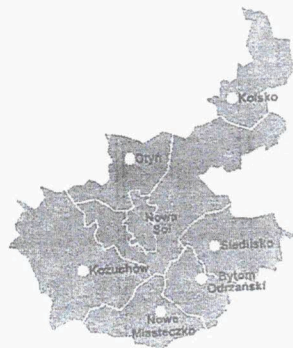 Kolsko
Otyń
Nowa
Sól
Siedlisko
Kożuchów
Bytom
Odrzański
Nowe
Miasteczko